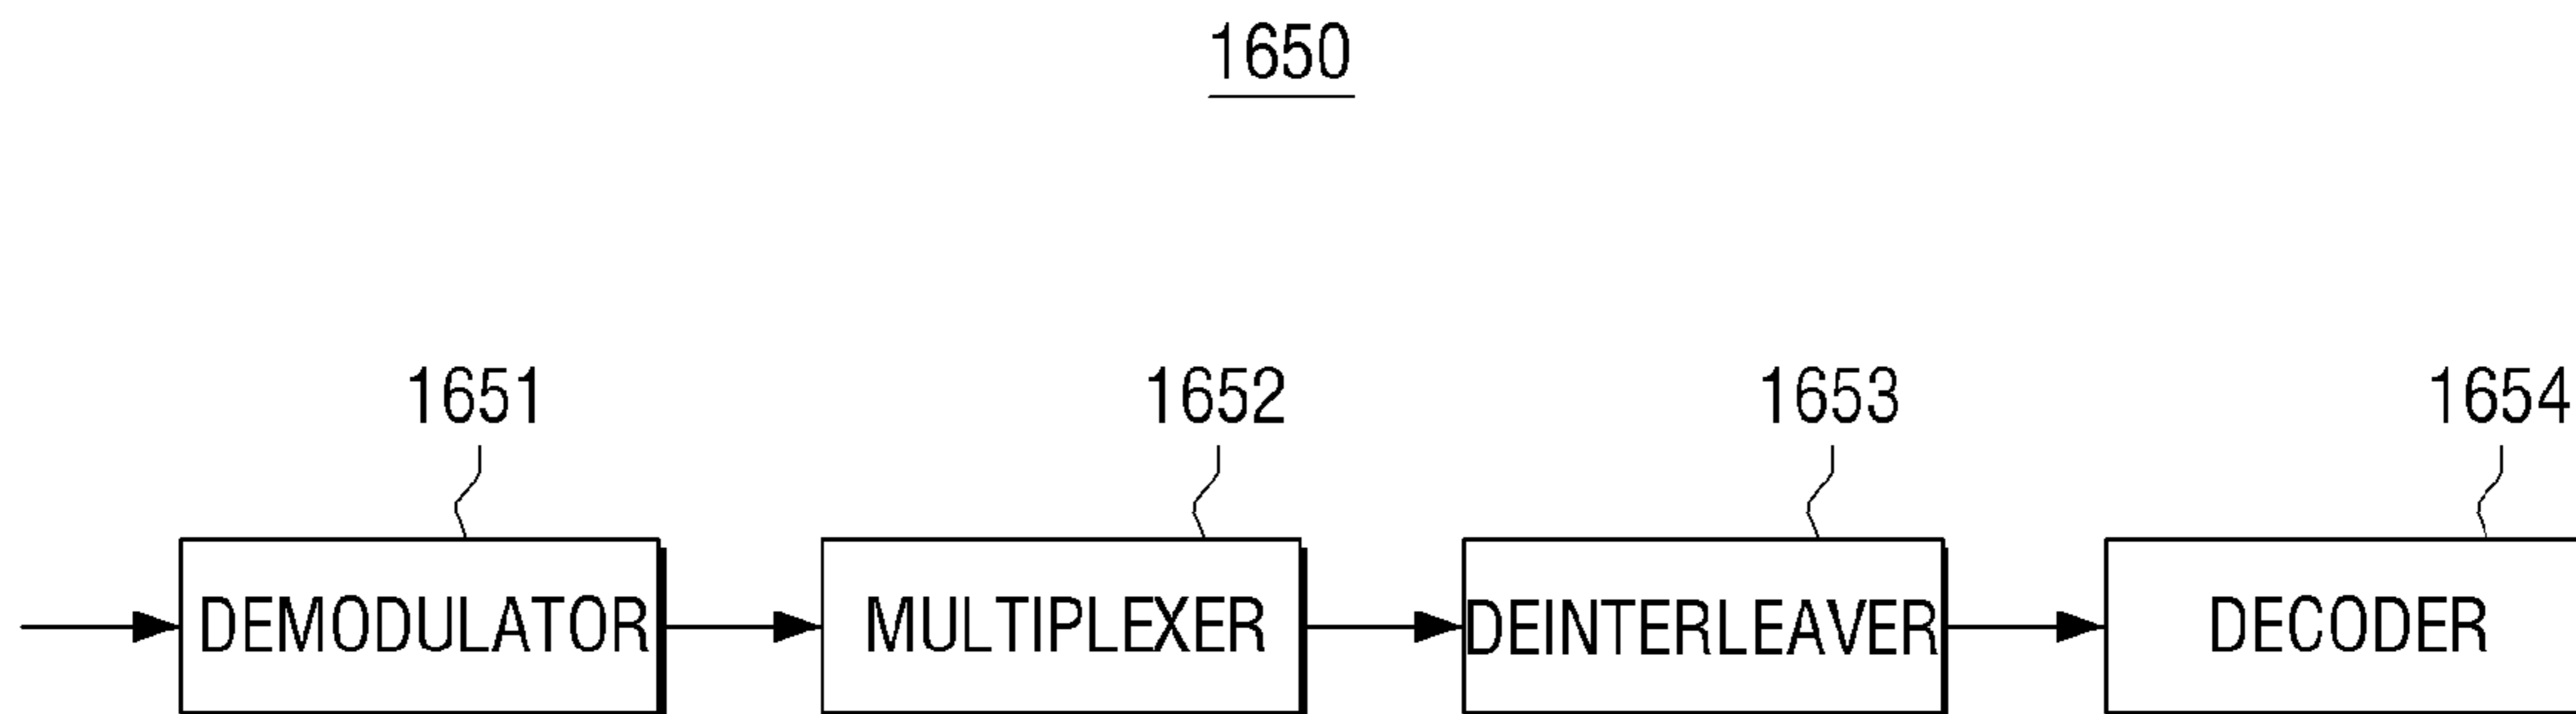 1650
1651 1652 1653 1654
DEMODULATOR MULTIPLEXER DEINTERLEAVER DECODER